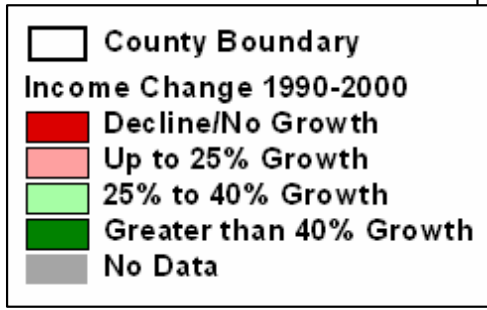 County Boundary
Income Change 1990-2000
Decline/No Growth
Up to 25% Growth
25% to 40% Growth
Greater than 40% Growth
No Data